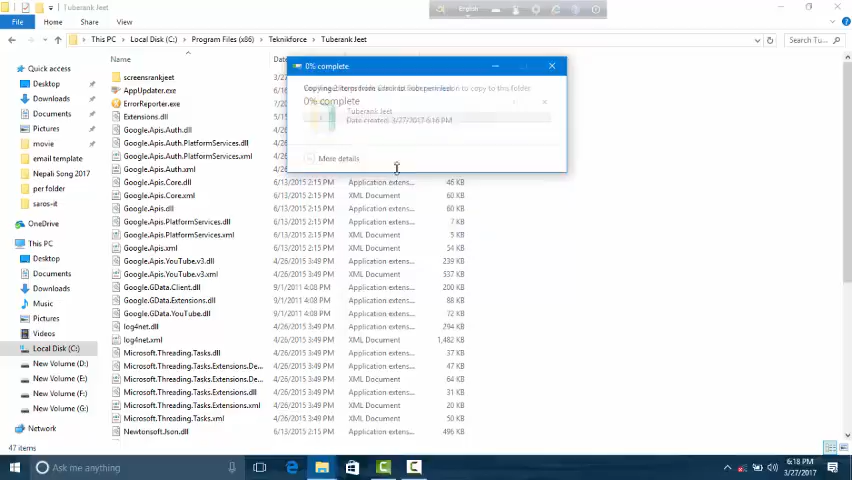 Tuberank Jeet
English
File
Home
Share
View
This PC
Local Disk (C:)
Program Files (x86)
Teknikforce
Tuberank Jeet
Search Tu...
Quick access
Desktop
Downloads
Documents
Pictures
movie
email template
Nepali Song 2017
per folder
saros-it
OneDrive
This PC
Desktop
Documents
Downloads
Music
Pictures
Videos
Local Disk (C:)
New Volume (D:)
New Volume (E:)
New Volume (F:)
New Volume (G:)
Network
Name
screensrankjeet
AppUpdater.exe
ErrorReporter.exe
Extensions.dll
Google.Apis.Auth.dll
Google.Apis.Auth.PlatformServices.dll
Google.Apis.Auth.PlatformServices.xml
Google.Apis.Auth.xml
Google.Apis.Core.dll 6/13/2015 2:15 PM Application extens... 46 KB
Google.Apis.Core.xml 6/13/2015 2:15 PM XML Document 60 KB
Google.Apis.dll 6/13/2015 2:15 PM Application extens... 60 KB
Google.Apis.PlatformServices.dll 6/13/2015 2:15 PM Application extens... 7 KB
Google.Apis.PlatformServices.xml 6/13/2015 2:15 PM XML Document 5 KB
Google.Apis.xml 6/13/2015 2:15 PM XML Document 54 KB
Google.Apis.YouTube.v3.dll 4/26/2015 3:49 PM Application extens... 239 KB
Google.Apis.YouTube.v3.xml 4/26/2015 3:49 PM XML Document 537 KB
Google.GData.Client.dll 9/1/2011 4:08 PM Application extens... 200 KB
Google.GData.Extensions.dll 9/1/2011 4:08 PM Application extens... 88 KB
Google.GData.YouTube.dll 9/1/2011 4:08 PM Application extens... 72 KB
log4net.dll 4/26/2015 3:49 PM Application extens... 294 KB
log4net.xml 4/26/2015 3:49 PM XML Document 1,482 KB
Microsoft.Threading.Tasks.dll 4/26/2015 3:49 PM Application extens... 37 KB
Microsoft.Threading.Tasks.Extensions.De... 4/26/2015 3:49 PM Application extens... 47 KB
Microsoft.Threading.Tasks.Extensions.De... 4/26/2015 3:49 PM XML Document 64 KB
Microsoft.Threading.Tasks.Extensions.dll 4/26/2015 3:49 PM Application extens... 31 KB
Microsoft.Threading.Tasks.Extensions.xml 4/26/2015 3:49 PM XML Document 20 KB
Microsoft.Threading.Tasks.xml 4/26/2015 3:49 PM XML Document 50 KB
Newtonsoft.Json.dll 6/13/2015 2:15 PM Application extens... 496 KB
0% complete
0% complete
Tuberank Jeet
Date created: 3/27/2017 6:16 PM
More details
47 items
Ask me anything
6:18 PM
3/27/2017